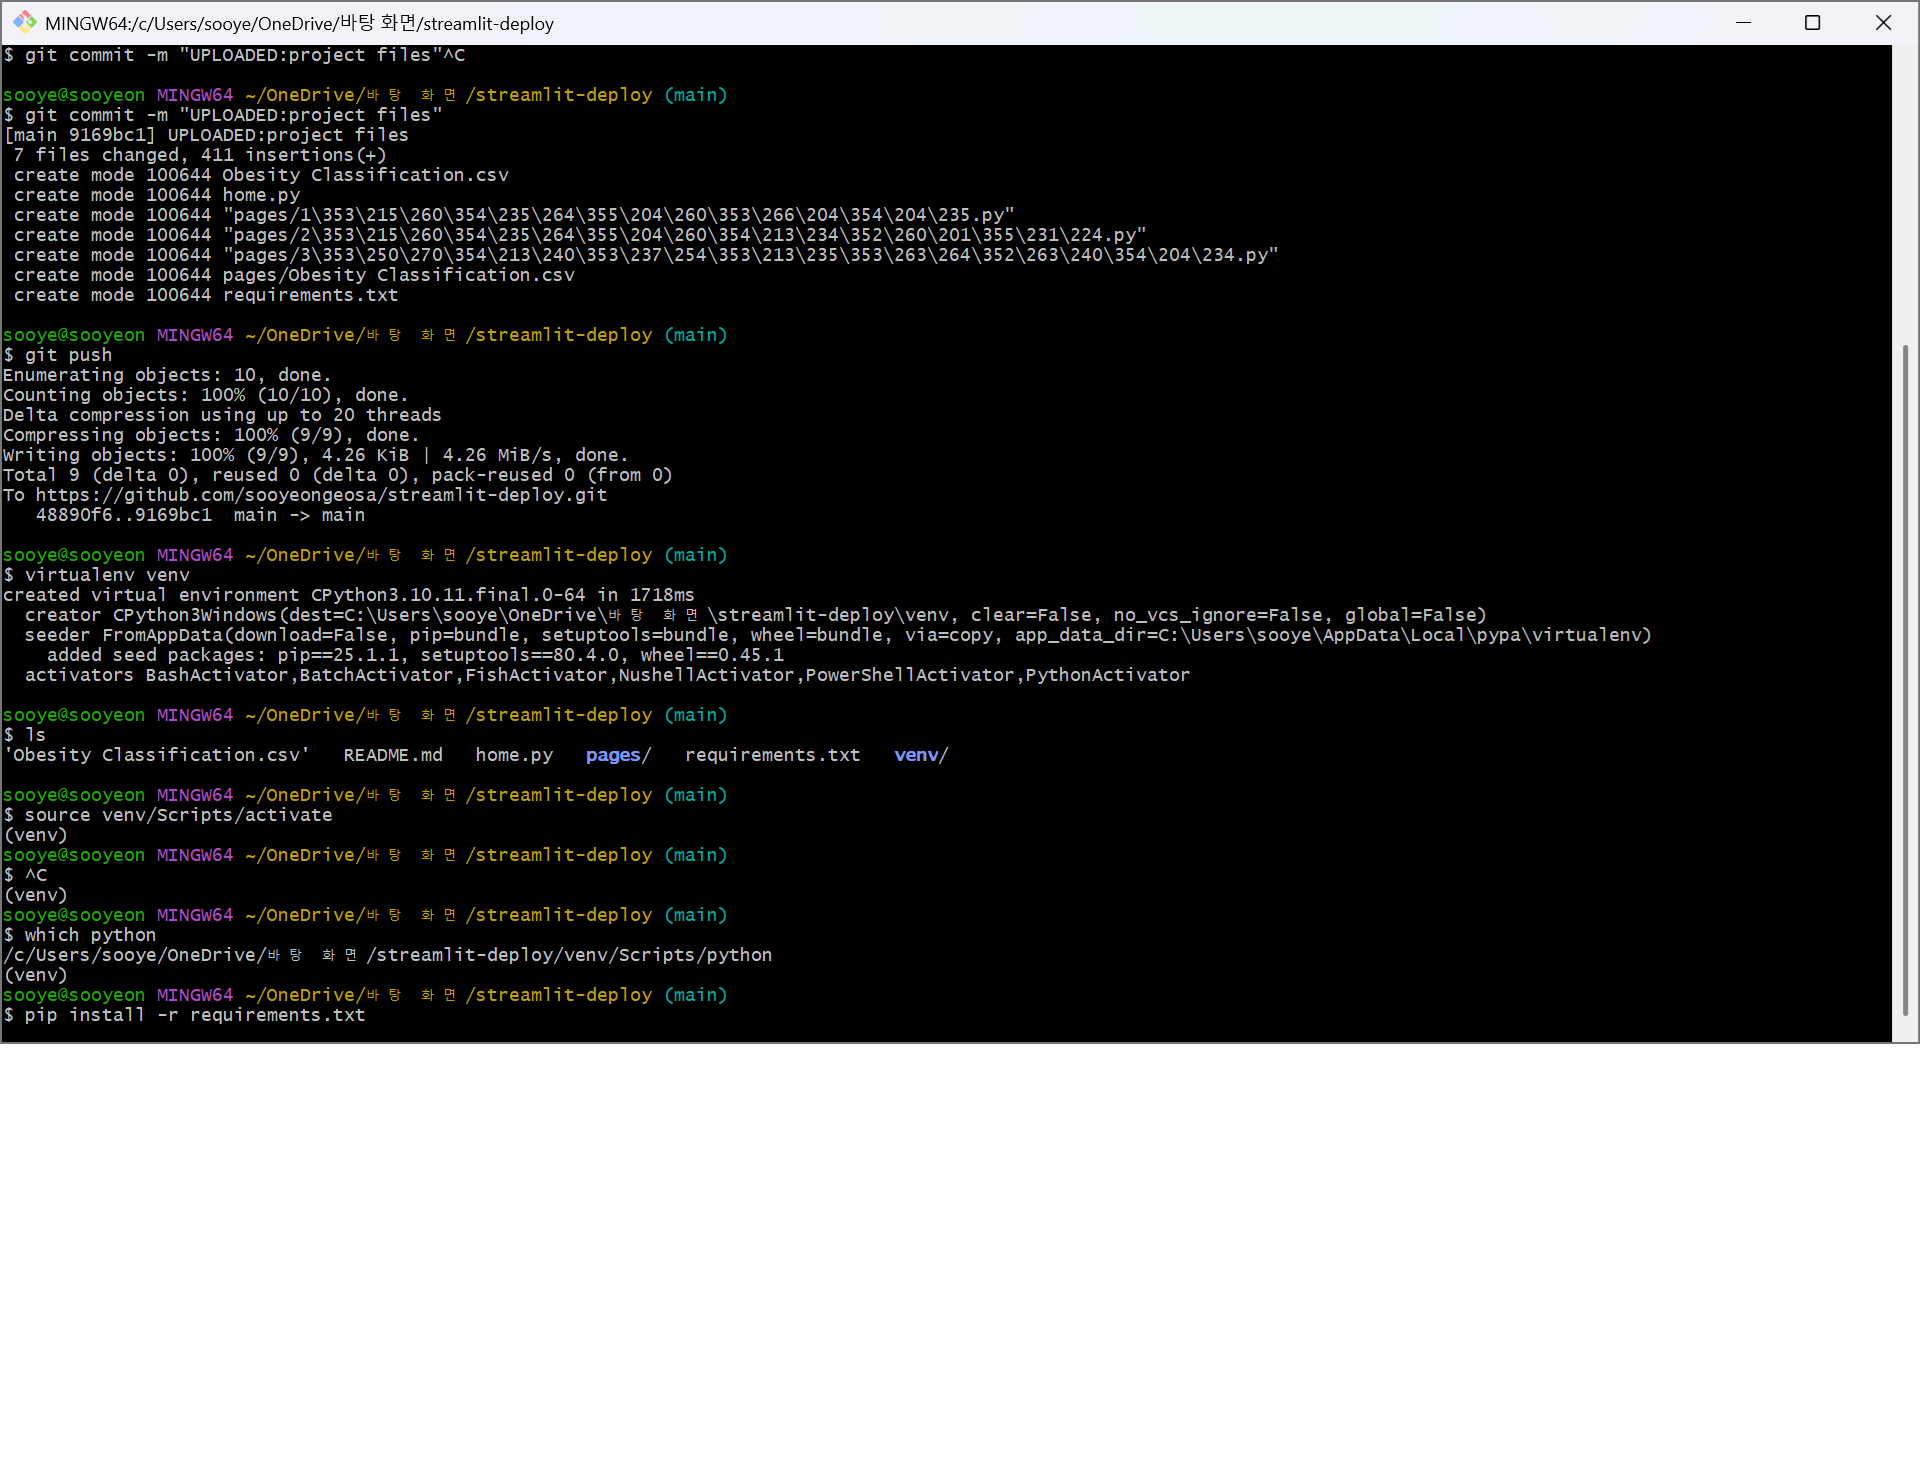 MINGW64:/c/Users/sooye/OneDrive/바탕 화면/streamlit-deploy
$ git commit -m "UPLOADED:project files"^C
sooye@sooyeon MINGW64 ~/OneDrive/바탕 화면/streamlit-deploy (main)
$ git commit -m "UPLOADED:project files"
[main 9169bc1] UPLOADED:project files
 7 files changed, 411 insertions(+)
 create mode 100644 Obesity Classification.csv
 create mode 100644 home.py
 create mode 100644 "pages/1\353\215\260\354\235\264\355\204\260\353\266\204\354\204\235.py"
 create mode 100644 "pages/2\353\215\260\354\235\264\355\204\260\354\213\234\352\260\201\355\231\224.py"
 create mode 100644 "pages/3\353\250\270\354\213\240\353\237\254\353\213\235\353\263\264\352\263\240\354\204\234.py"
 create mode 100644 pages/Obesity Classification.csv
 create mode 100644 requirements.txt
sooye@sooyeon MINGW64 ~/OneDrive/바탕 화면/streamlit-deploy (main)
$ git push
Enumerating objects: 10, done.
Counting objects: 100% (10/10), done.
Delta compression using up to 20 threads
Compressing objects: 100% (9/9), done.
Writing objects: 100% (9/9), 4.26 KiB | 4.26 MiB/s, done.
Total 9 (delta 0), reused 0 (delta 0), pack-reused 0 (from 0)
To https://github.com/sooyeongeosa/streamlit-deploy.git
   48890f6..9169bc1  main -> main
sooye@sooyeon MINGW64 ~/OneDrive/바탕 화면/streamlit-deploy (main)
$ virtualenv venv
created virtual environment CPython3.10.11.final.0-64 in 1718ms
  creator CPython3Windows(dest=C:\Users\sooye\OneDrive\바탕 화면\streamlit-deploy\venv, clear=False, no_vcs_ignore=False, global=False)
  seeder FromAppData(download=False, pip=bundle, setuptools=bundle, wheel=bundle, via=copy, app_data_dir=C:\Users\sooye\AppData\Local\pypa\virtualenv)
    added seed packages: pip==25.1.1, setuptools==80.4.0, wheel==0.45.1
  activators BashActivator,BatchActivator,FishActivator,NushellActivator,PowerShellActivator,PythonActivator
sooye@sooyeon MINGW64 ~/OneDrive/바탕 화면/streamlit-deploy (main)
$ ls
'Obesity Classification.csv'   README.md   home.py   pages/   requirements.txt   venv/
sooye@sooyeon MINGW64 ~/OneDrive/바탕 화면/streamlit-deploy (main)
$ source venv/Scripts/activate
(venv)
sooye@sooyeon MINGW64 ~/OneDrive/바탕 화면/streamlit-deploy (main)
$ ^C
(venv)
sooye@sooyeon MINGW64 ~/OneDrive/바탕 화면/streamlit-deploy (main)
$ which python
/c/Users/sooye/OneDrive/바탕 화면/streamlit-deploy/venv/Scripts/python
(venv)
sooye@sooyeon MINGW64 ~/OneDrive/바탕 화면/streamlit-deploy (main)
$ pip install -r requirements.txt